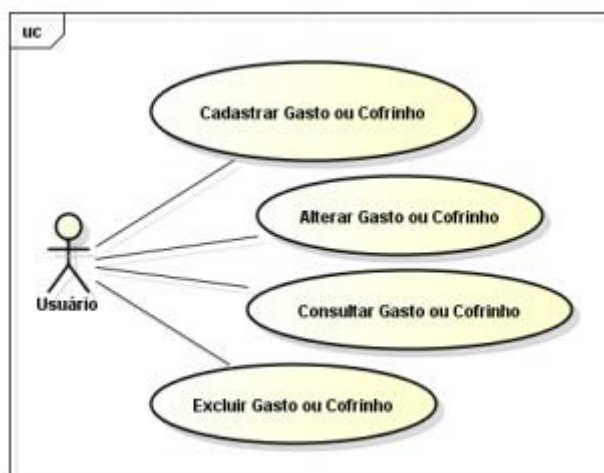 uc
Cadastrar Gasto ou Cofrinho
Alterar Gasto ou Cofrinho
Usuário
Consultar Gasto ou Cofrinho
Excluir Gasto ou Cofrinho